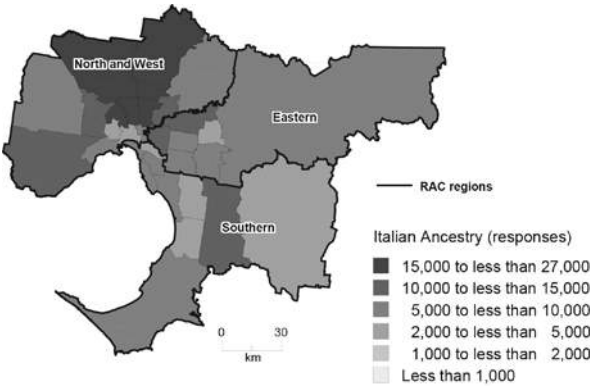 North and West
Eastern
RAC regions
Southern
Italian Ancestry (responses)
15,000 to less than 27,000
10,000 to less than 15,000
5,000 to less than 10,000
2,000 to less than 5,000
1,000 to less than 2,000
Less than 1,000
0 30
km